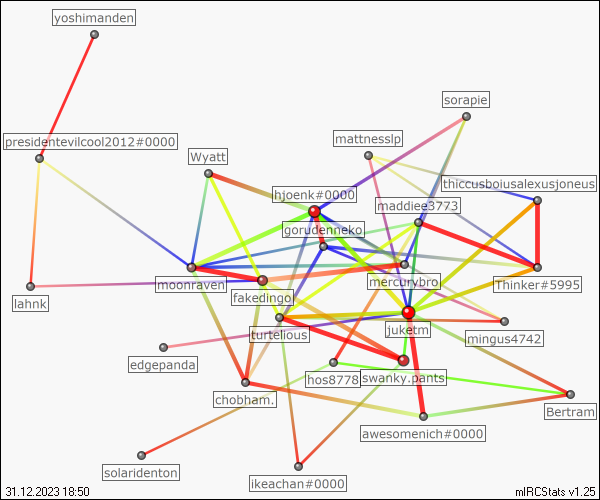 yoshimanden
sorapie
presidentevilcool2012#0000
mattnesslp
Wyatt
thiccusboiusalexusjoneus
hjoenk#0000
maddiee3773
gorudenneko
moonraven
mercurybro
Thinker#5995
fakedingo
lahnk
turtelious
juketm
mingus4742
edgepanda
hos8778
swanky.pants
chobham.
Bertram
awesomenich#0000
solaridenton
ikeachan#0000
31.12.2023 18:50
mIRCStats v1.25